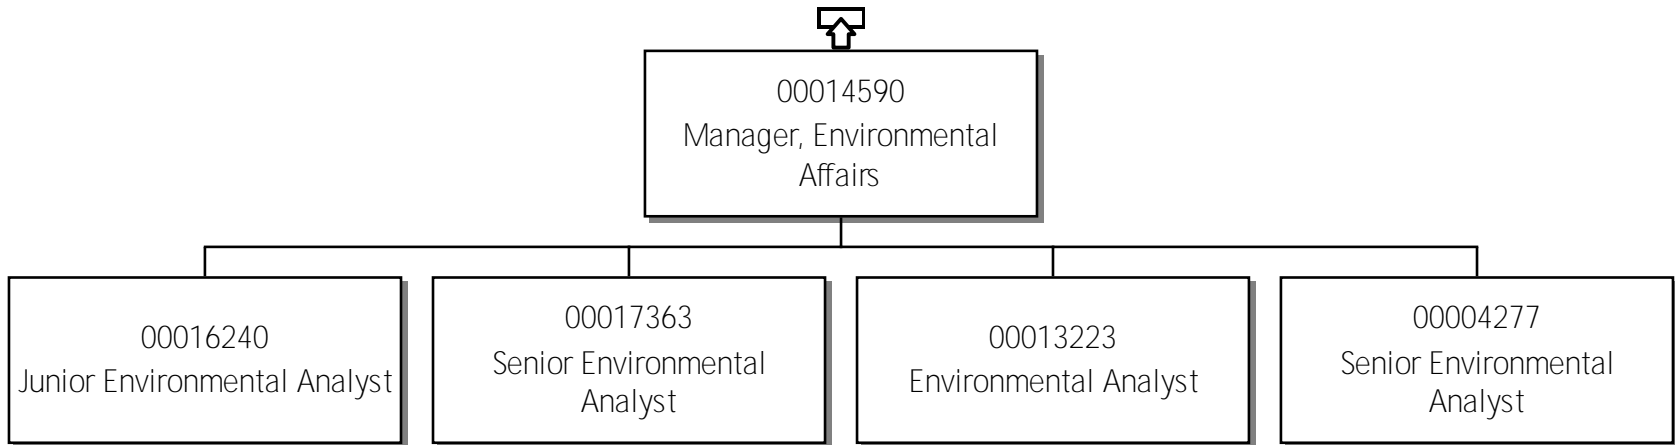 00014590
Manager, Environmental
Affairs
00016240
Junior Environmental Analyst
00017363
Senior Environmental
Analyst
00013223
Environmental Analyst
00004277
Senior Environmental
Analyst